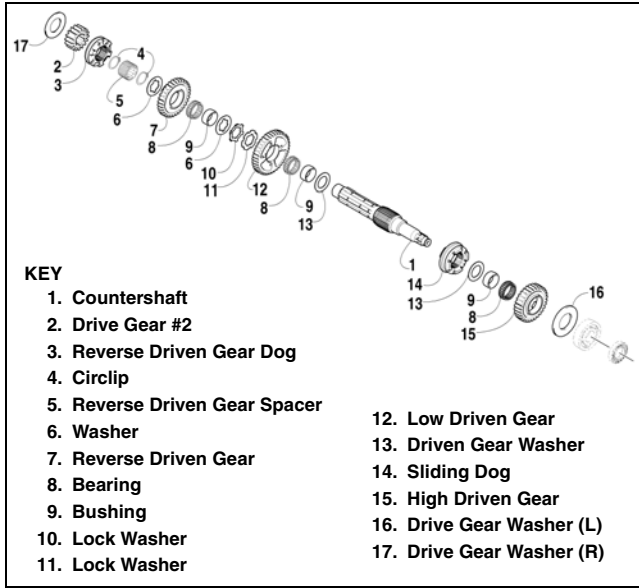 17
2
3
4
5
6
7
8
9
6
10
11
12
8
9
13
1
14
13
9
8
15
16
KEY
1. Countershaft
2. Drive Gear #2
3. Reverse Driven Gear Dog
4. Circlip
5. Reverse Driven Gear Spacer
6. Washer
7. Reverse Driven Gear
8. Bearing
9. Bushing
10. Lock Washer
11. Lock Washer
12. Low Driven Gear
13. Driven Gear Washer
14. Sliding Dog
15. High Driven Gear
16. Drive Gear Washer (L)
17. Drive Gear Washer (R)